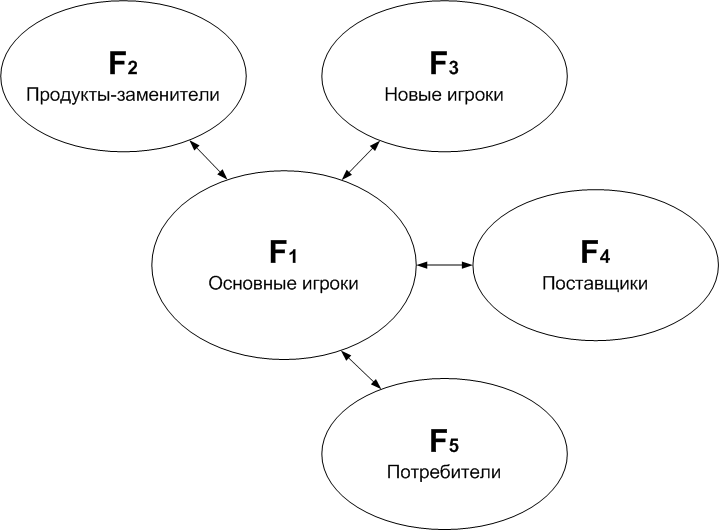 F2
Продукты-заменители
F3
Новые игроки
F1
Основные игроки
F4
Поставщики
F5
Потребители